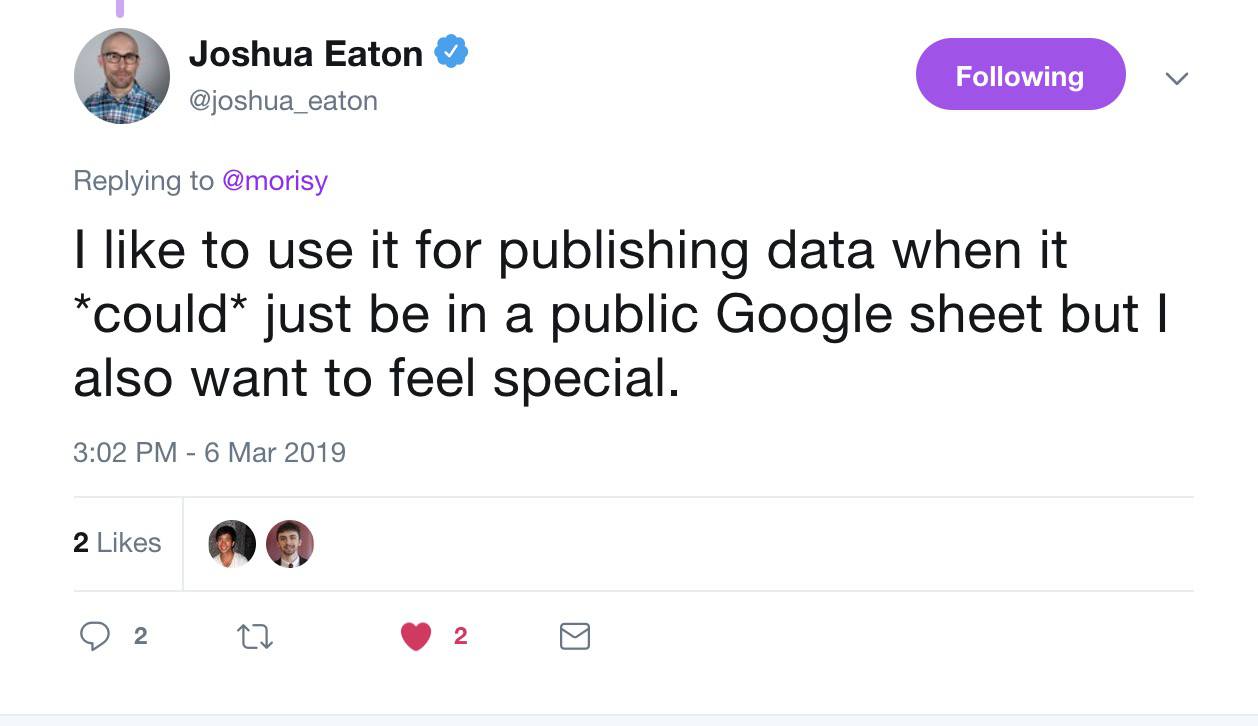 Joshua Eaton
@joshua_eaton
Following
Replying to @morisy
I like to use it for publishing data when it
*could* just be in a public Google sheet but I
also want to feel special.
3:02 PM - 6 Mar 2019
2 Likes
2
2